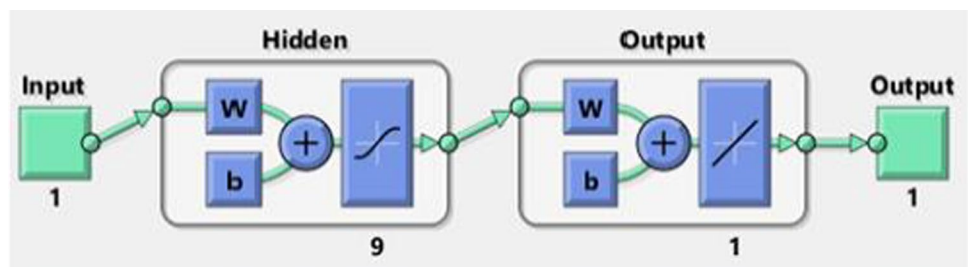 Hidden Output
Input Output
W W
+ +
b b
1 1
9 1